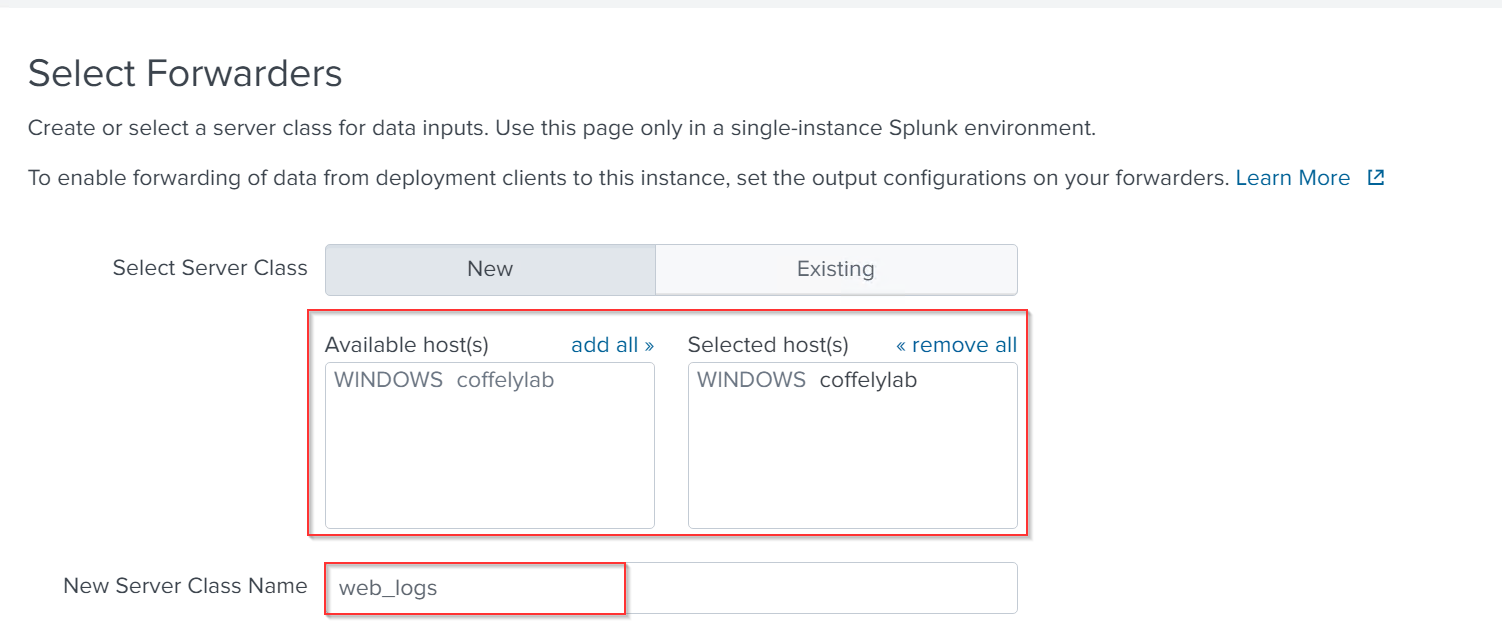 Select Forwarders
Create or select a server class for data inputs. Use this page only in a single-instance Splunk environment.
To enable forwarding of data from deployment clients to this instance, set the output configurations on your forwarders. Learn More
Select Server Class New Existing
Available host(s) add all » Selected host(s) « remove all
WINDOWS coffelylab WINDOWS coffelylab
New Server Class Name web_logs